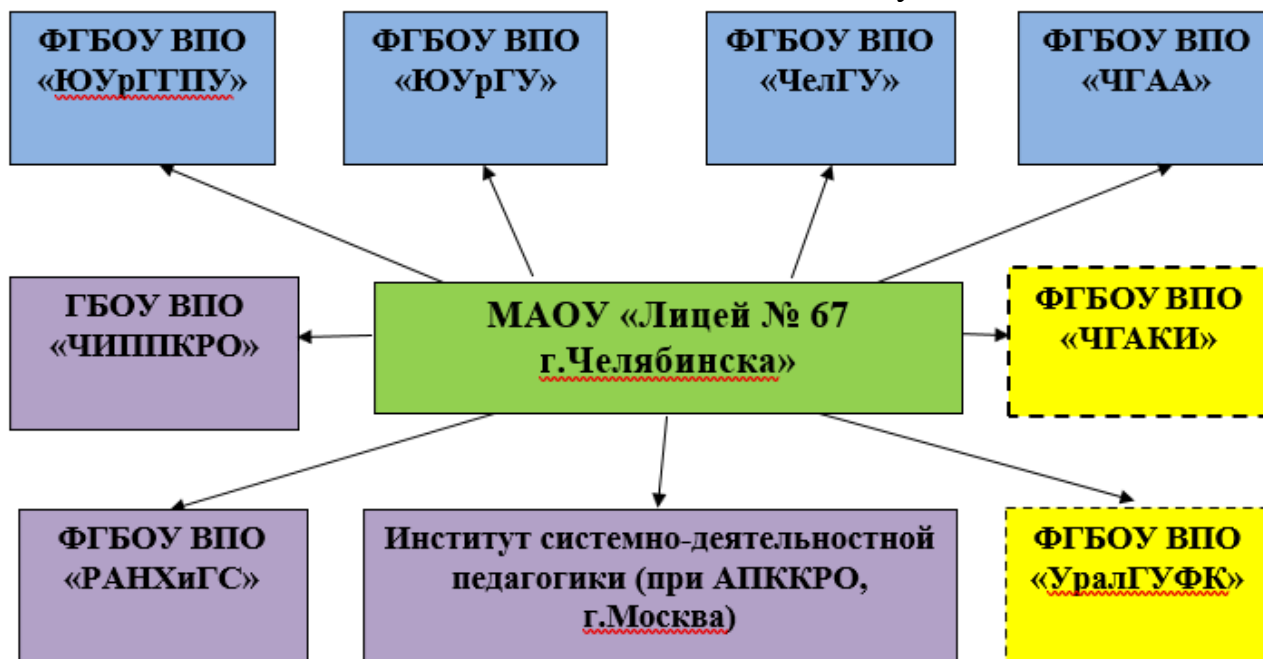 ФГБОУ ВПО
«ЮУрГГПУ»
ФГБОУ ВПО
«ЮУрГУ»
ФГБОУ ВПО
«ЧелГУ»
ФГБОУ ВПО
«ЧГАА»
ГБОУ ВПО
«ЧИППКРО»
МАОУ «Лицей № 67
г.Челябинска»
ФГБОУ ВПО
«ЧГАКИ»
ФГБОУ ВПО
«РАНХиГС»
Институт системно-деятельностной
педагогики (при АПККРО,
г.Москва)
ФГБОУ ВПО
«УралГУФК»